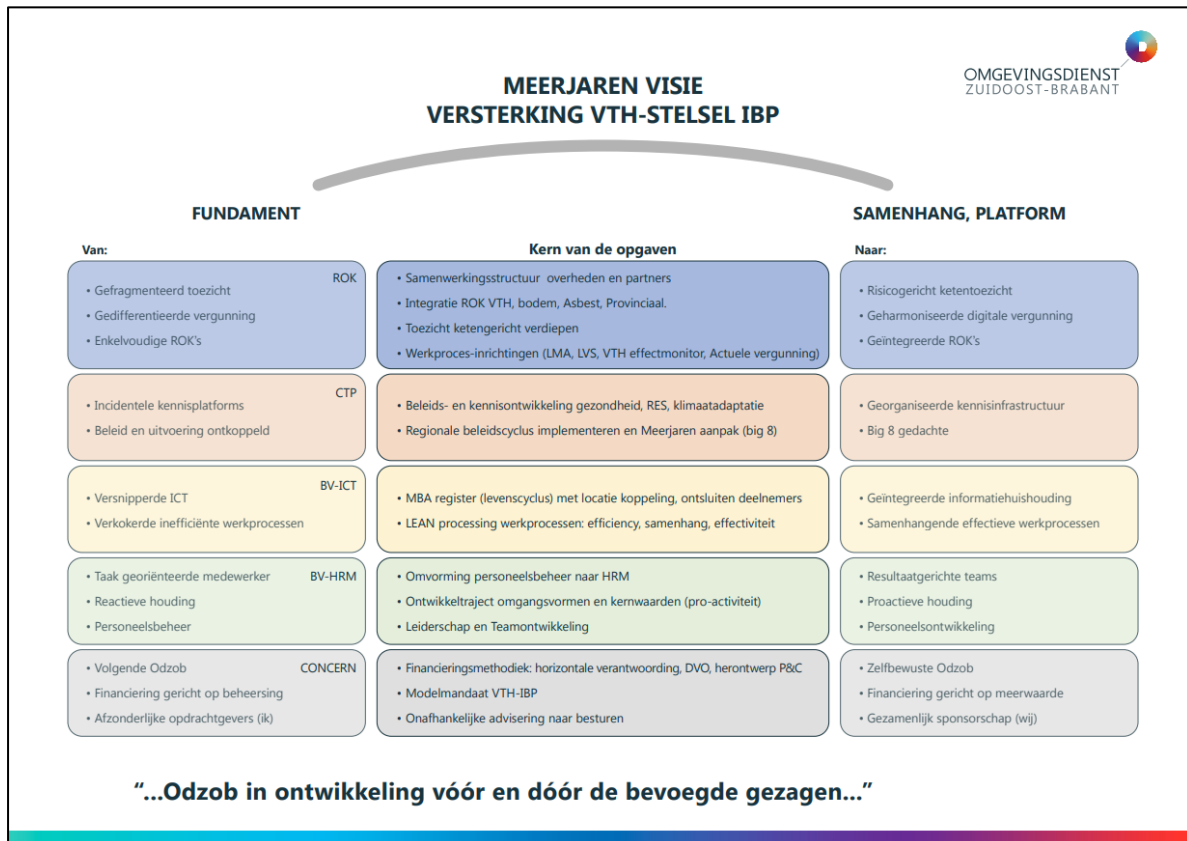 OMGEVINGSDIENST
ZUIDOOST-BRABANT
MEERJAREN VISIE
VERSTERKING VTH-STELSEL IBP
FUNDAMENT
SAMENHANG, PLATFORM
Van:
Kern van de opgaven
Naar:
ROK
• Gefragmenteerd toezicht
• Gedifferentieerde vergunning
• Enkelvoudige ROK's
• Samenwerkingsstructuur overheden en partners
• Integratie ROK VTH, bodem, Asbest, Provinciaal.
• Toezicht ketengericht verdiepen
• Werkproces-inrichtingen (LMA, LVS, VTH effectmonitor, Actuele vergunning)
• Risicogericht ketentoezicht
• Geharmoniseerde digitale vergunning
• Geïntegreerde ROK's
CTP
• Incidentele kennisplatforms
• Beleid en uitvoering ontkoppeld
• Beleids- en kennisontwikkeling gezondheid, RES, klimaatadaptatie
• Regionale beleidscyclus implementeren en Meerjaren aanpak (big 8)
• Georganiseerde kennisinfrastructuur
• Big 8 gedachte
BV-ICT
• Versnipperde ICT
• Verkokerde inefficiënte werkprocessen
• MBA register (levenscyclus) met locatie koppeling, ontsluiten deelnemers
• LEAN processing werkprocessen: efficiency, samenhang, effectiviteit
• Geïntegreerde informatiehuishouding
• Samenhangende effectieve werkprocessen
• Taak georiënteerde medewerker BV-HRM
• Reactieve houding
• Personeelsbeheer
• Omvorming personeelsbeheer naar HRM
• Ontwikkeltraject omgangsvormen en kernwaarden (pro-activiteit)
• Leiderschap en Teamontwikkeling
• Resultaatgerichte teams
• Proactieve houding
• Personeelsontwikkeling
• Volgende Odzob CONCERN
• Financiering gericht op beheersing
• Afzonderlijke opdrachtgevers (ik)
• Financieringsmethodiek: horizontale verantwoording, DVO, herontwerp P&C
• Modelmandaat VTH-IBP
• Onafhankelijke advisering naar besturen
• Zelfbewuste Odzob
• Financiering gericht op meerwaarde
• Gezamenlijk sponsorschap (wij)
“...Odzob in ontwikkeling vóór en dóór de bevoegde gezagen...”